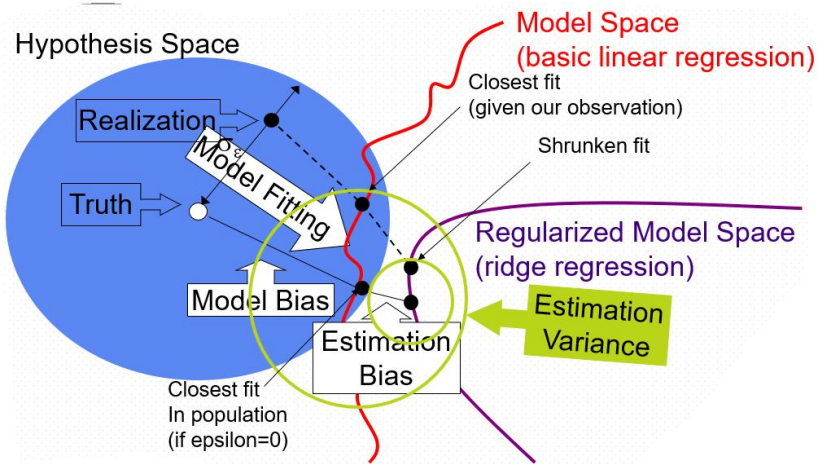 Hypothesis Space
Model Space
(basic linear regression)
Closest fit
(given our observation)
Realization
σε
Shrunken fit
Model Fitting
Truth
Regularized Model Space
(ridge regression)
Model Bias
Estimation
Variance
Estimation
Bias
Closest fit
In population
(if epsilon=0)